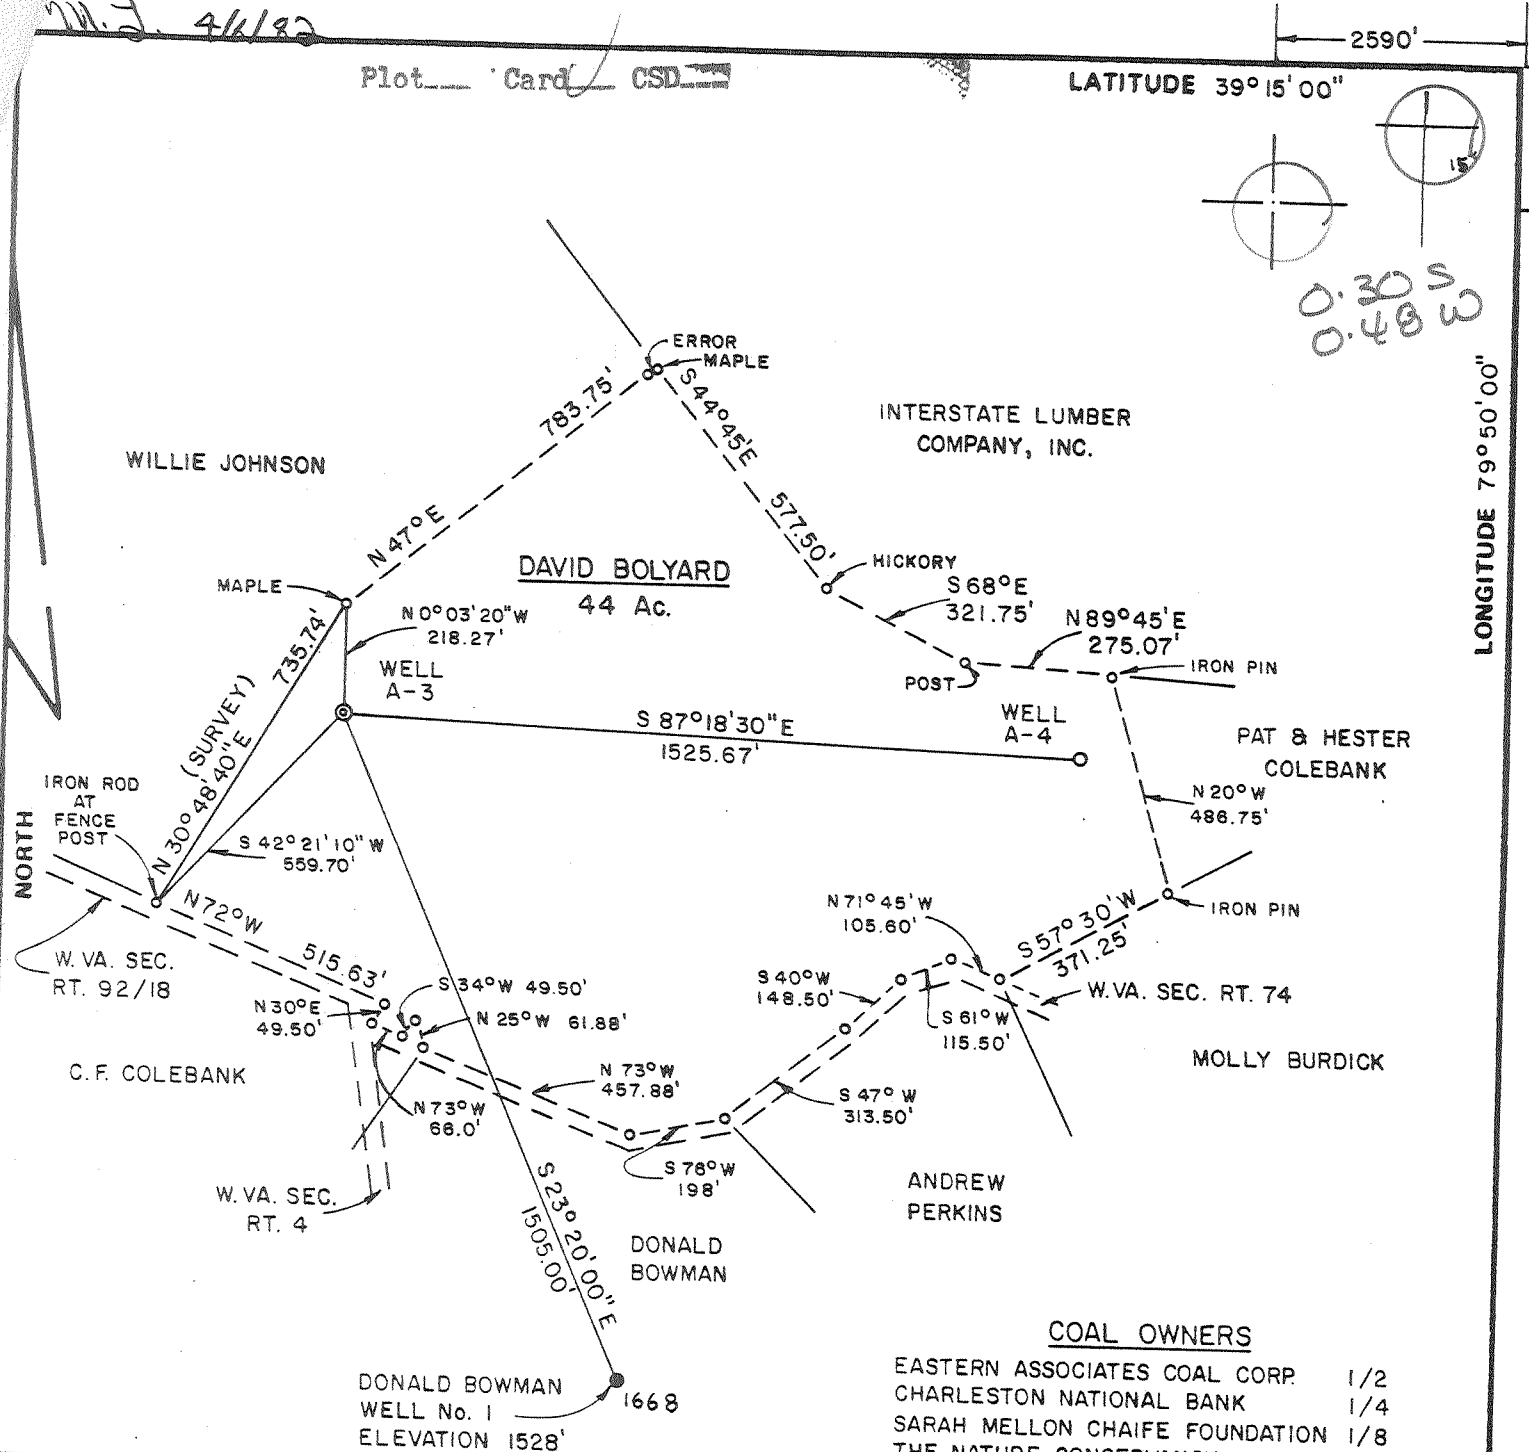 M.J. 4/6/82
2590'
Plot___ Card___ CSD
LATITUDE 39°15'00"
15'
0.30 S
0.48 W
LONGITUDE 79°50'00"
ERROR
MAPLE
783.75'
S44°45'E
577.50'
INTERSTATE LUMBER
COMPANY, INC.
WILLIE JOHNSON
N 47° E
DAVID BOLYARD
44 Ac.
HICKORY
S 68° E
321.75'
N 89°45' E
275.07'
IRON PIN
POST
MAPLE
N 0°03'20" W
218.27'
735.74'
(SURVEY)
N 30°48'40" E
WELL
A-3
S 87°18'30" E
1525.67'
WELL
A-4
PAT & HESTER
COLEBANK
N 20° W
486.75'
IRON ROD
AT
FENCE
POST
NORTH
S 42°21'10" W
559.70'
N 72° W
515.63'
N 71°45' W
105.60'
S 57°30' W
371.25'
IRON PIN
W. VA. SEC.
RT. 92/18
S 34° W 49.50'
N 30° E
49.50'
N 25° W 61.88'
S 40° W
148.50'
S 61° W
115.50'
W.VA. SEC. RT. 74
MOLLY BURDICK
C.F. COLEBANK
N 73° W
457.88'
N 73° W
66.0'
S 47° W
313.50'
S 78° W
198'
W. VA. SEC.
RT. 4
S 23°20'00" E
1505.00'
ANDREW
PERKINS
DONALD
BOWMAN
DONALD BOWMAN
WELL No. 1
ELEVATION 1528'
1668
COAL OWNERS
EASTERN ASSOCIATES COAL CORP. 1/2
CHARLESTON NATIONAL BANK 1/4
SARAH MELLON CHAIFE FOUNDATION 1/8
THE NATURE